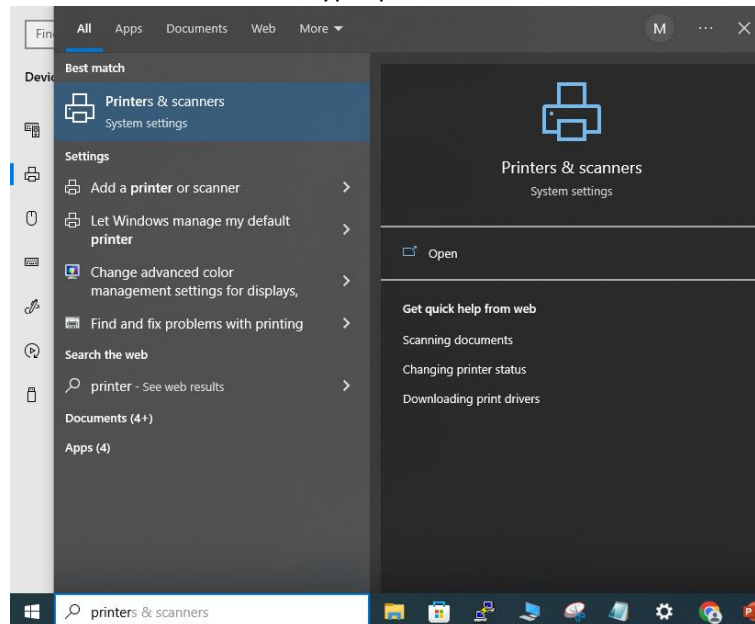 Fin
All Apps Documents Web More
M
Devic
Best match
Printers & scanners
System settings
Settings
Add a printer or scanner
Let Windows manage my default
printer
Change advanced color
management settings for displays,
Find and fix problems with printing
Search the web
printer - See web results
Documents (4+)
Apps (4)
Printers & scanners
System settings
Open
Get quick help from web
Scanning documents
Changing printer status
Downloading print drivers
printers & scanners